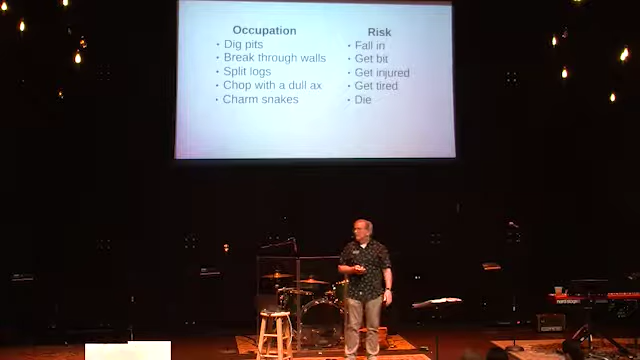 Occupation Risk
• Dig pits • Fall in
• Break through walls • Get bit
• Split logs • Get injured
• Chop with a dull ax • Get tired
• Charm snakes • Die